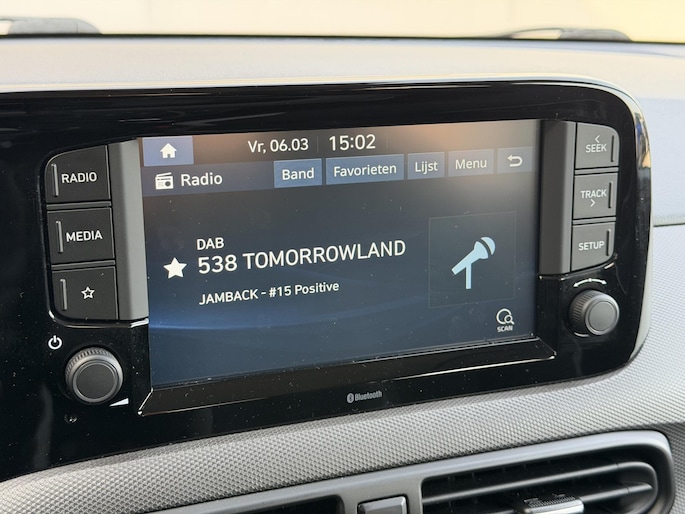 Vr, 06.03 15:02
Radio Band Favorieten Lijst Menu
DAB
538 TOMORROWLAND
JAMBACK - #15 Positive
SCAN
RADIO
MEDIA
< SEEK
TRACK >
SETUP
Bluetooth